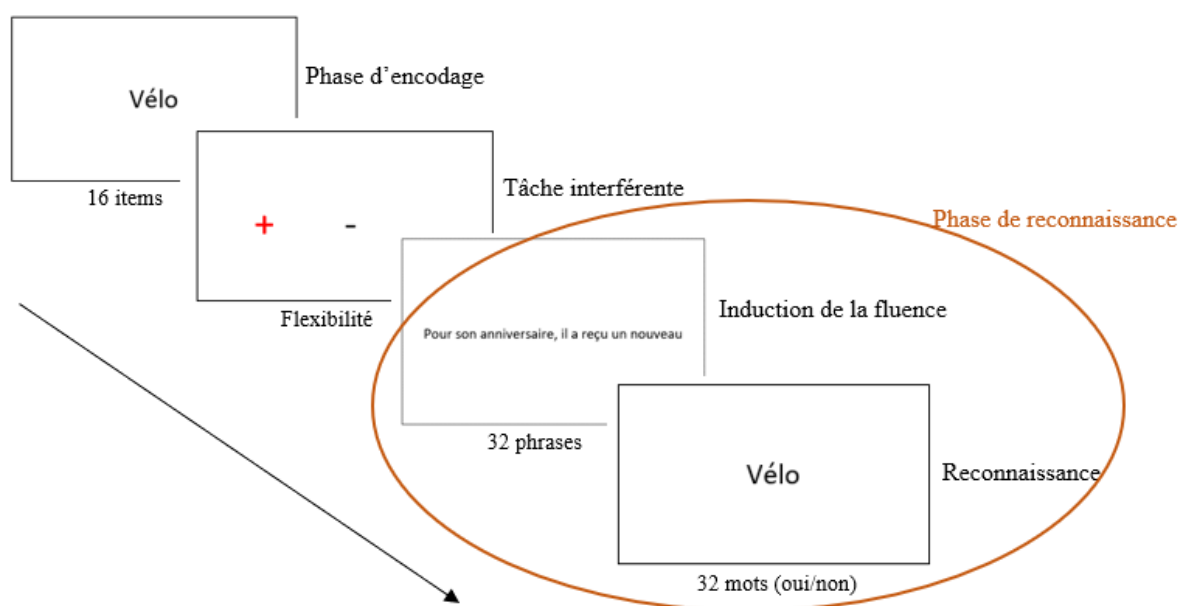 Vélo
Phase d'encodage
16 items
+ -
Tâche interférente
Flexibilité
Phase de reconnaissance
Pour son anniversaire, il a reçu un nouveau
Induction de la fluence
32 phrases
Vélo
Reconnaissance
32 mots (oui/non)